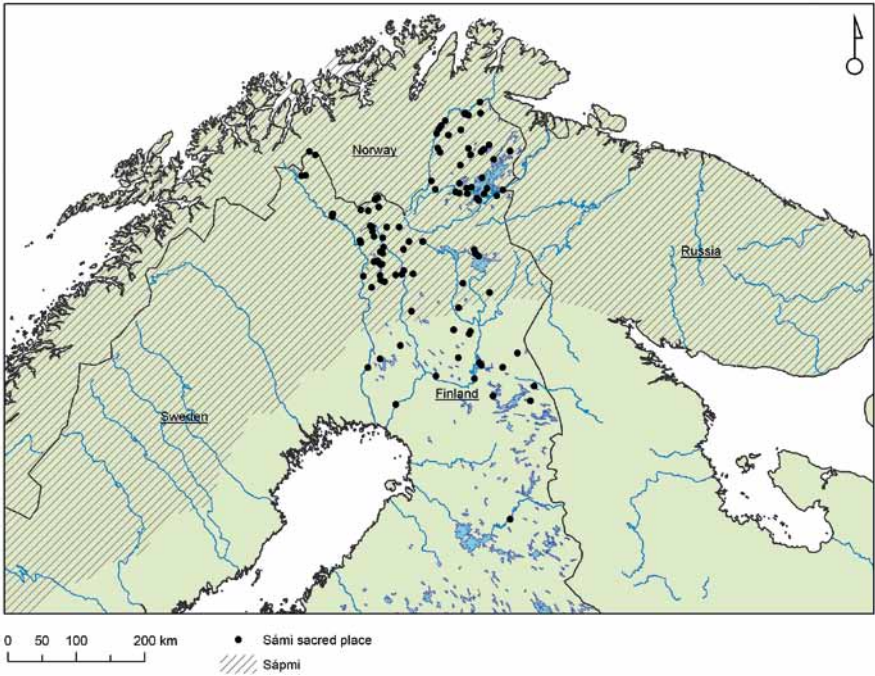 Norway
Russia
Sweden
Finland
0 50 100 200 km
Sámi sacred place
Sápmi